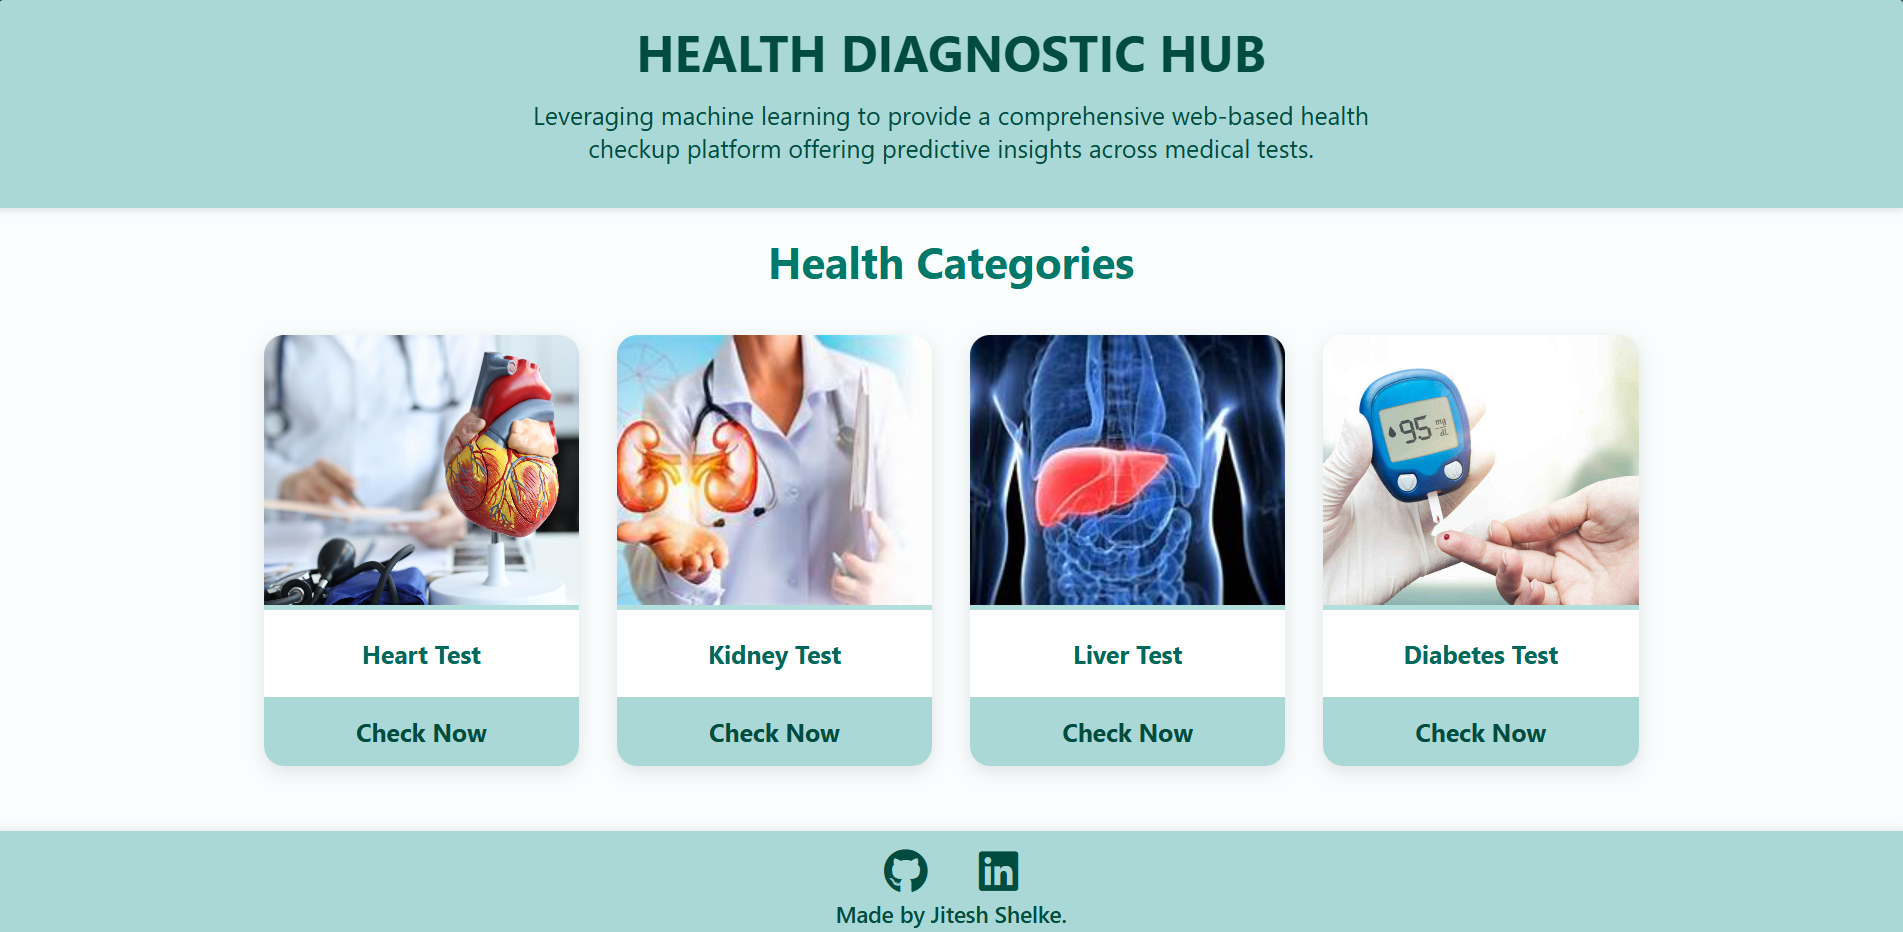 HEALTH DIAGNOSTIC HUB
Leveraging machine learning to provide a comprehensive web-based health
checkup platform offering predictive insights across medical tests.
Health Categories
95 mg/dL
Heart Test
Kidney Test
Liver Test
Diabetes Test
Check Now
Check Now
Check Now
Check Now
in
Made by Jitesh Shelke.